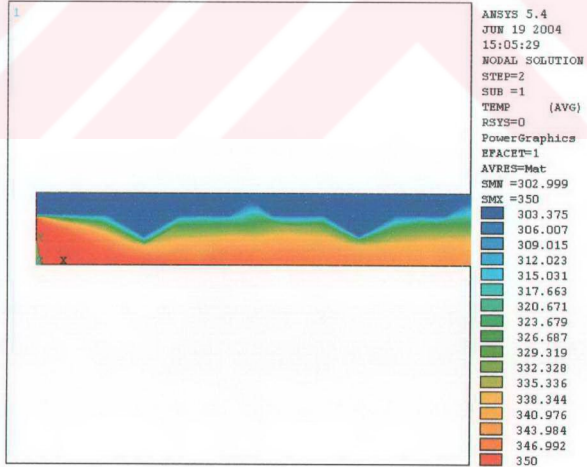 1
ANSYS 5.4
JUN 19 2004
15:05:29
NODAL SOLUTION
STEP=2
SUB =1
TEMP (AVG)
RSYS=0
PowerGraphics
EFACET=1
AVRES=Mat
SMN =302.999
SMX =350
303.375
306.007
309.015
312.023
315.031
317.663
320.671
323.679
326.687
329.319
332.328
335.336
338.344
340.976
343.984
346.992
350
X